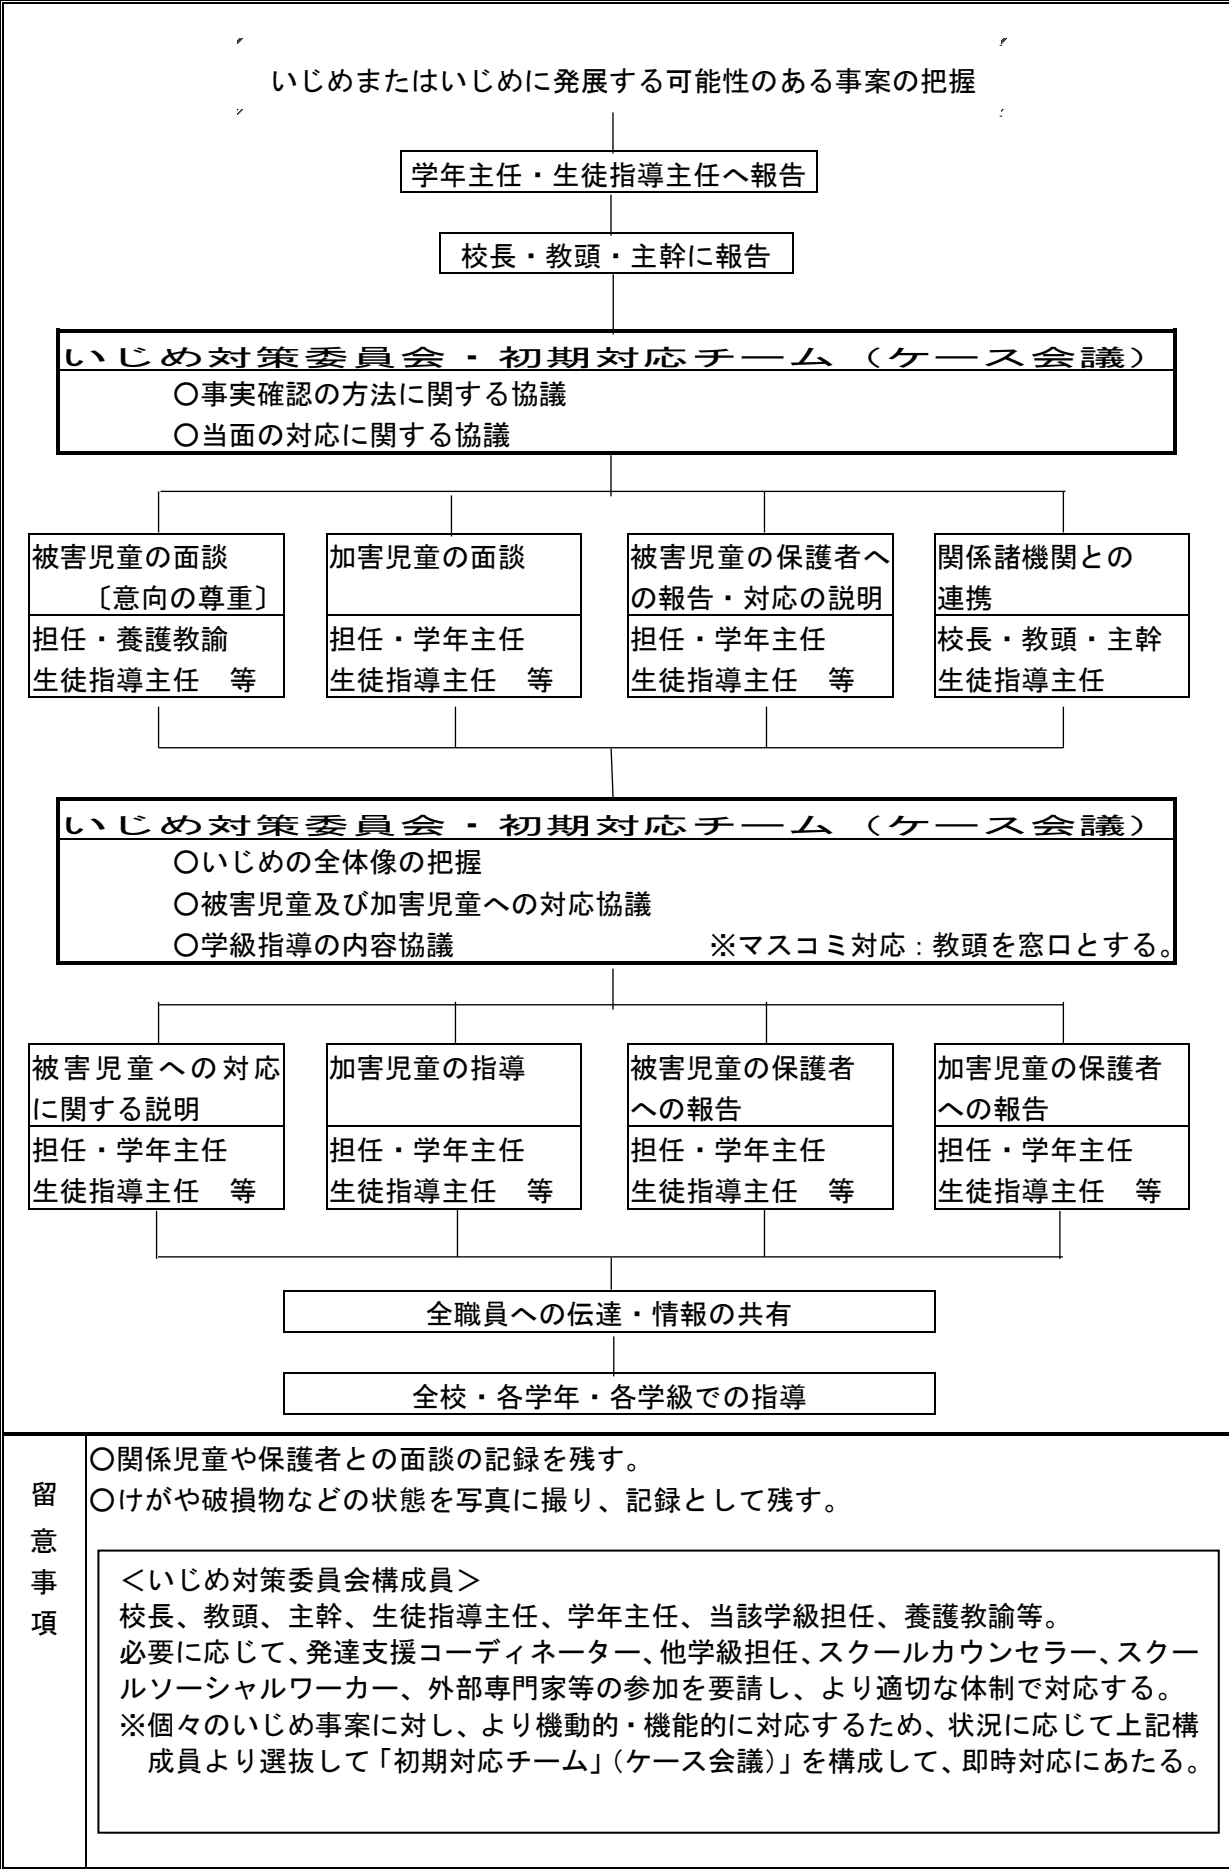 いじめまたはいじめに発展する可能性のある事案の把握
学年主任・生徒指導主任へ報告
校長・教頭・主幹に報告
いじめ対策委員会・初期対応チーム（ケース会議）
○事実確認の方法に関する協議
○当面の対応に関する協議
被害児童の面談
〔意向の尊重〕
担任・養護教諭
生徒指導主任　等
加害児童の面談
担任・学年主任
生徒指導主任　等
被害児童の保護者へ
の報告・対応の説明
担任・学年主任
生徒指導主任　等
関係諸機関との
連携
校長・教頭・主幹
生徒指導主任
いじめ対策委員会・初期対応チーム（ケース会議）
○いじめの全体像の把握
○被害児童及び加害児童への対応協議
○学級指導の内容協議　※マスコミ対応：教頭を窓口とする。
被害児童への対応
に関する説明
担任・学年主任
生徒指導主任　等
加害児童の指導
担任・学年主任
生徒指導主任　等
被害児童の保護者
への報告
担任・学年主任
生徒指導主任　等
加害児童の保護者
への報告
担任・学年主任
生徒指導主任　等
全職員への伝達・情報の共有
全校・各学年・各学級での指導
留意事項
○関係児童や保護者との面談の記録を残す。
○けがや破損物などの状態を写真に撮り、記録として残す。
＜いじめ対策委員会構成員＞
校長、教頭、主幹、生徒指導主任、学年主任、当該学級担任、養護教諭等。
必要に応じて、発達支援コーディネーター、他学級担任、スクールカウンセラー、スクー
ルソーシャルワーカー、外部専門家等の参加を要請し、より適切な体制で対応する。
※個々のいじめ事案に対し、より機動的・機能的に対応するため、状況に応じて上記構
成員より選抜して「初期対応チーム」（ケース会議）」を構成して、即時対応にあたる。